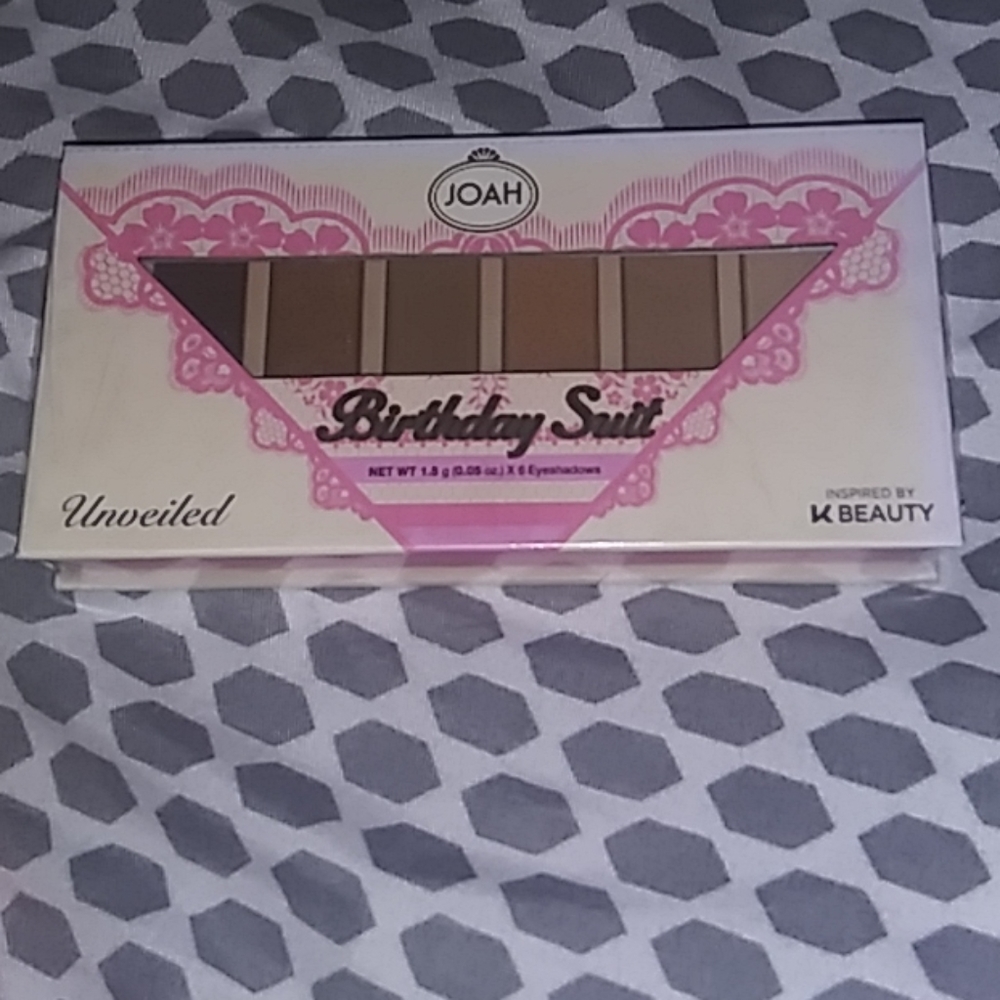 JOAH
Birthday Suit
NET WT 1.8 g (0.05 oz.) X 6 Eyeshadows
Unveiled
INSPIRED BY
K BEAUTY